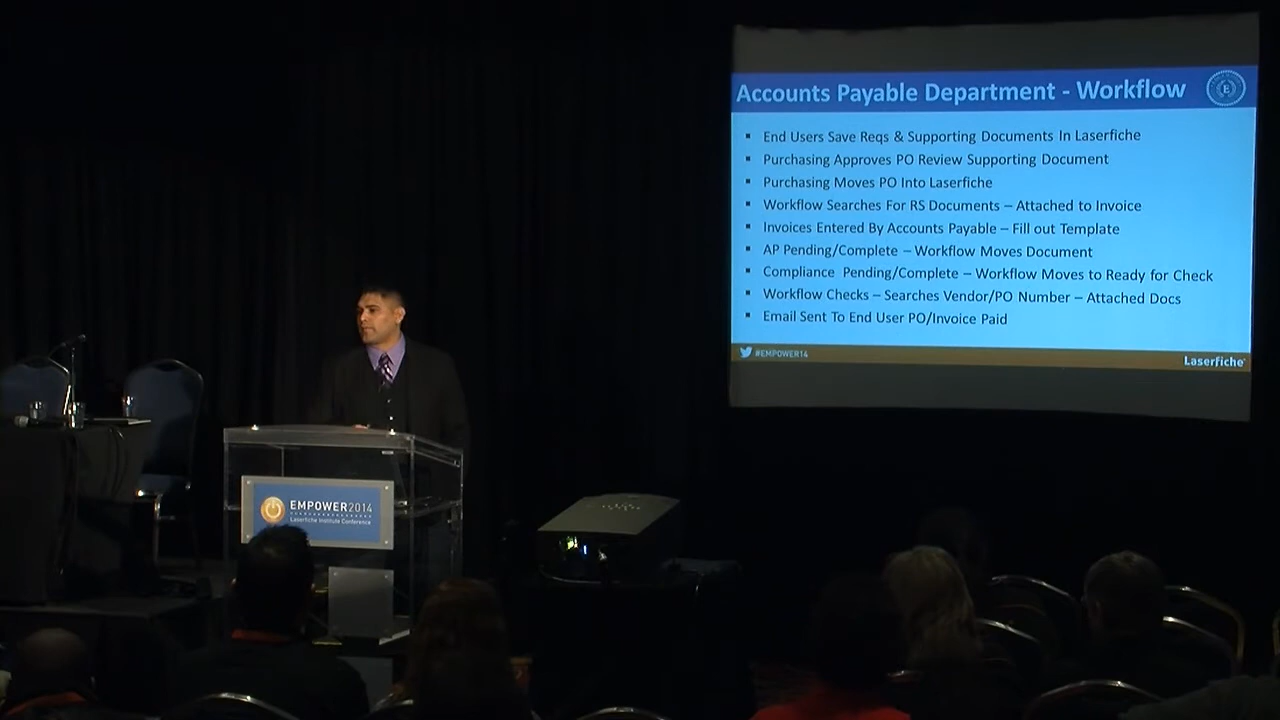 Accounts Payable Department - Workflow
E
End Users Save Reqs & Supporting Documents In Laserfiche
Purchasing Approves PO Review Supporting Document
Purchasing Moves PO Into Laserfiche
Workflow Searches For RS Documents – Attached to Invoice
Invoices Entered By Accounts Payable – Fill out Template
AP Pending/Complete – Workflow Moves Document
Compliance Pending/Complete – Workflow Moves to Ready for Check
Workflow Checks – Searches Vendor/PO Number – Attached Docs
Email Sent To End User PO/Invoice Paid
#EMPOWER14
Laserfiche
EMPOWER2014
Laserfiche Institute Conference